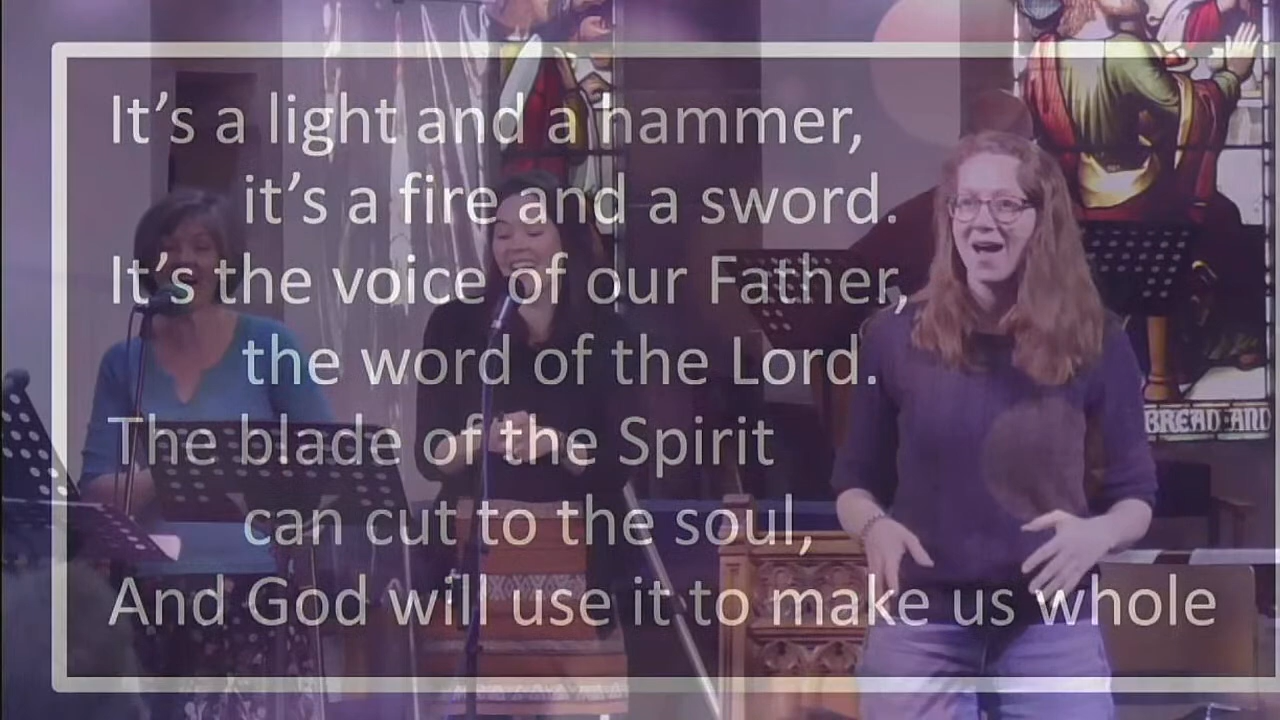 It’s a light and a hammer,
it’s a fire and a sword.
It’s the voice of our Father,
the word of the Lord.
The blade of the Spirit
can cut to the soul,
And God will use it to make us whole
BREAD AND